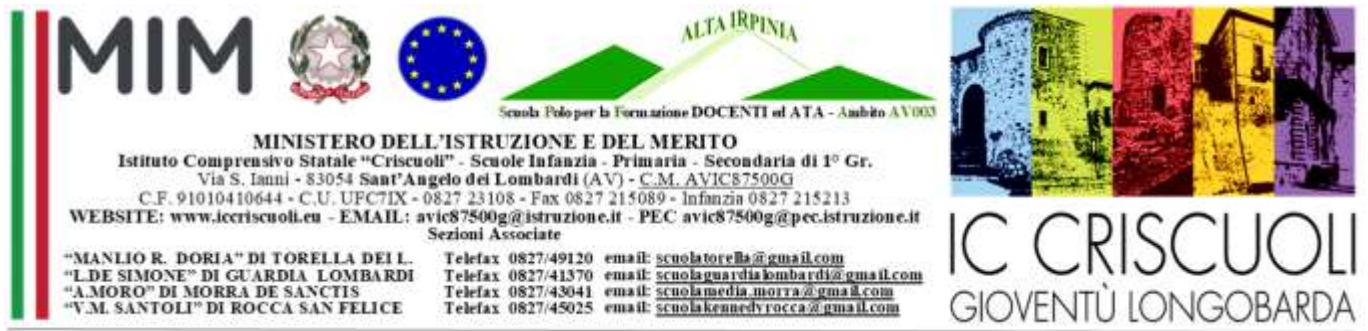 MIM
ALTA IRPINIA
Scuola Polo per la Formazione DOCENTI ed ATA - Ambito AV003
MINISTERO DELL'ISTRUZIONE E DEL MERITO
Istituto Comprensivo Statale "Criscuoli" - Scuole Infanzia - Primaria - Secondaria di 1° Gr.
Via S. Ianni - 83054 Sant'Angelo dei Lombardi (AV) - C.M. AVIC87500G
C.F. 91010410644 - C.U. UFC7IX - 0827 23108 - Fax 0827 215089 - Infanzia 0827 215213
WEBSITE: www.iccriscuoli.eu - EMAIL: avic87500g@istruzione.it - PEC avic87500g@pec.istruzione.it
Sezioni Associate
"MANLIO R. DORIA" DI TORELLA DEI L. Telefax 0827/49120 email: scuolatorella@gmail.com
"L.DE SIMONE" DI GUARDIA LOMBARDI Telefax 0827/41370 email: scuolaguardialombardi@gmail.com
"A.MORO" DI MORRA DE SANCTIS Telefax 0827/43041 email: scuolamedia.morra@gmail.com
"V.M. SANTOLI" DI ROCCA SAN FELICE Telefax 0827/45025 email: scuolakennedyrocca@gmail.com
IC CRISCUOLI
GIOVENTÙ LONGOBARDA